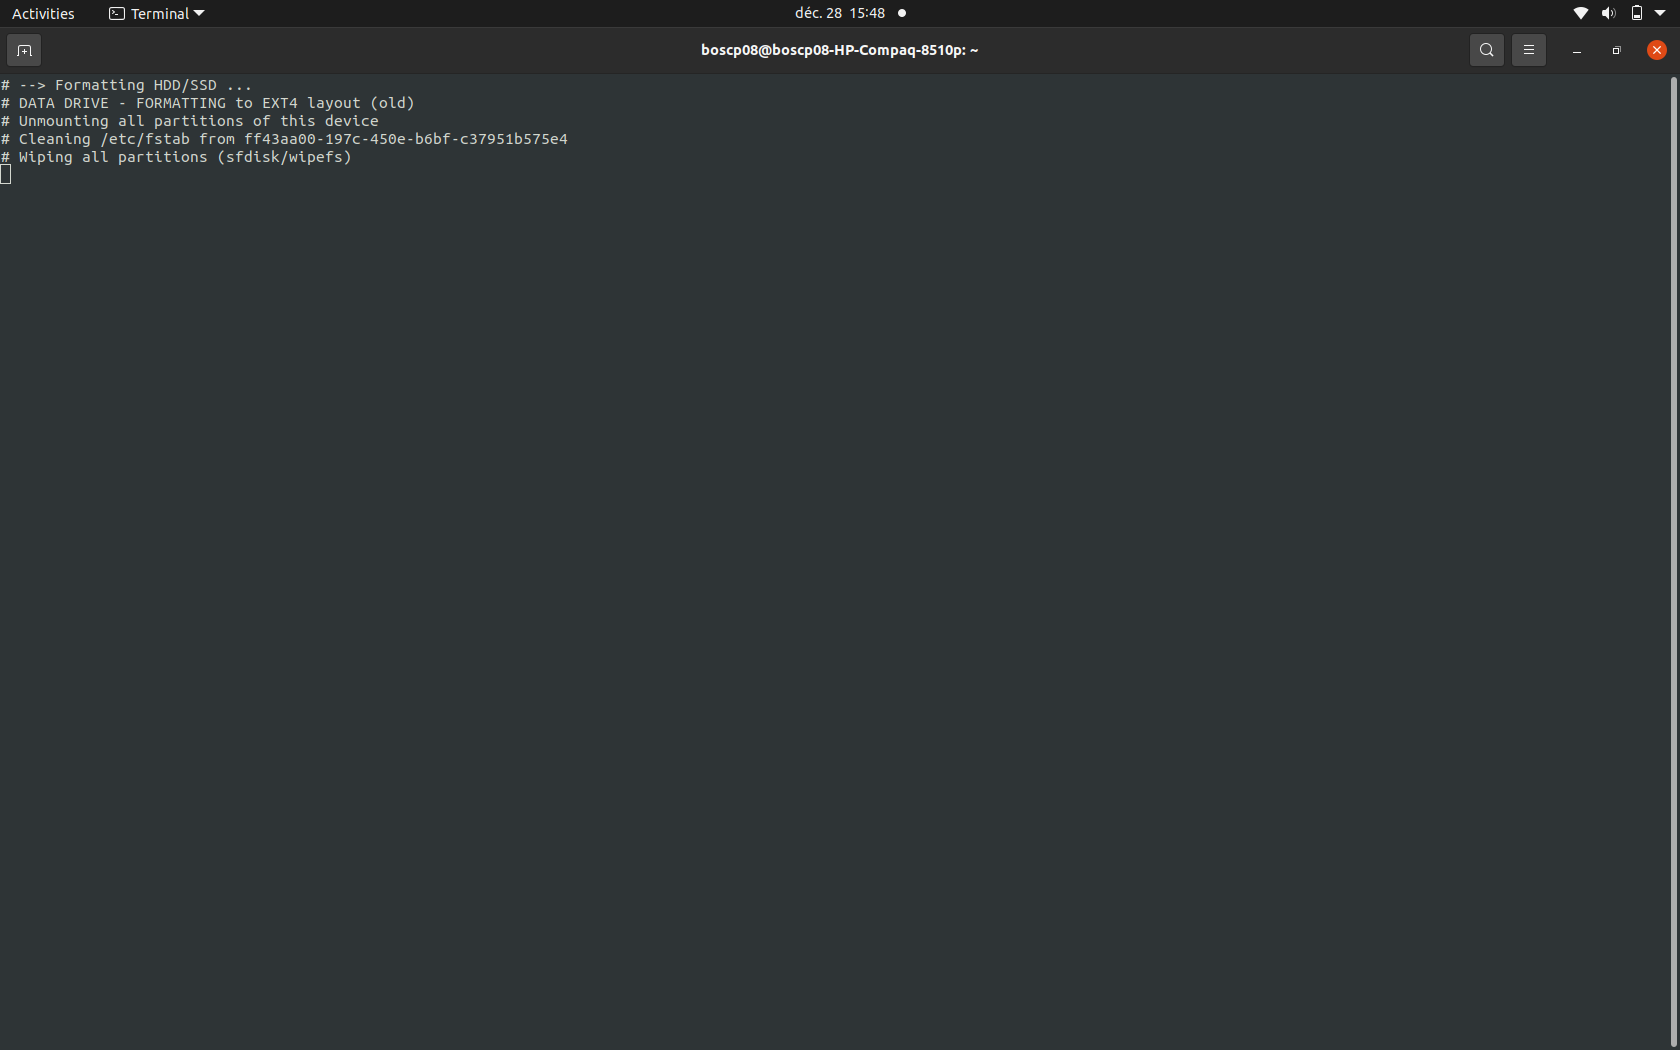 Activities Terminal déc. 28 15:48
boscp08@boscp08-HP-Compaq-8510p: ~
# --> Formatting HDD/SSD ...
# DATA DRIVE - FORMATTING to EXT4 layout (old)
# Unmounting all partitions of this device
# Cleaning /etc/fstab from ff43aa00-197c-450e-b6bf-c37951b575e4
# Wiping all partitions (sfdisk/wipefs)